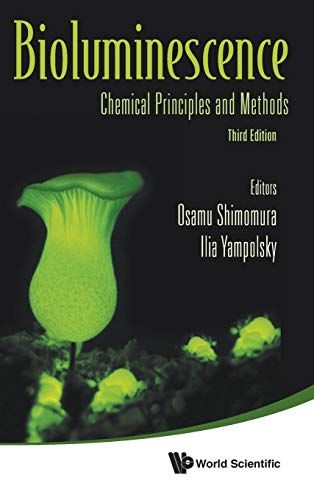 Bioluminescence
Chemical Principles and Methods
Third Edition
Editors
Osamu Shimomura
Ilia Yampolsky
World Scientific